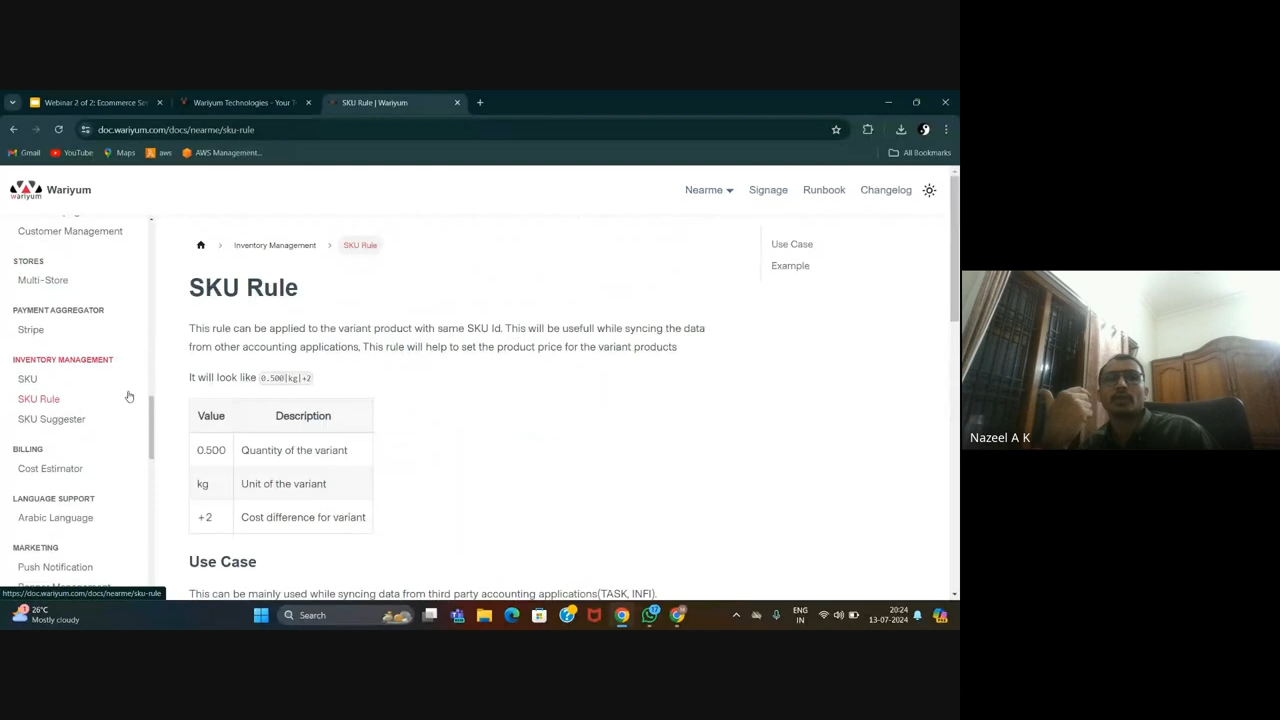 Webinar 2 of 2: Ecommerce Se
Wariyum Technologies - Your T
SKU Rule | Wariyum
doc.wariyum.com/docs/nearme/sku-rule
Gmail
YouTube
Maps
aws
AWS Management...
All Bookmarks
wariyum
Wariyum
Nearme
Signage
Runbook
Changelog
Customer Management
STORES
Multi-Store
PAYMENT AGGREGATOR
Stripe
INVENTORY MANAGEMENT
SKU
SKU Rule
SKU Suggester
BILLING
Cost Estimator
LANGUAGE SUPPORT
Arabic Language
MARKETING
Push Notification
https://doc.wariyum.com/docs/nearme/sku-rule
Inventory Management
SKU Rule
SKU Rule
This rule can be applied to the variant product with same SKU Id. This will be usefull while syncing the data
from other accounting applications, This rule will help to set the product price for the variant products
It will look like 0.500|kg|+2
Value Description
0.500 Quantity of the variant
kg Unit of the variant
+2 Cost difference for variant
Use Case
This can be mainly used while syncing data from third party accounting applications(TASK, INFI).
Use Case
Example
Nazeel A K
26°C
Mostly cloudy
Search
ENG
IN
20:24
13-07-2024